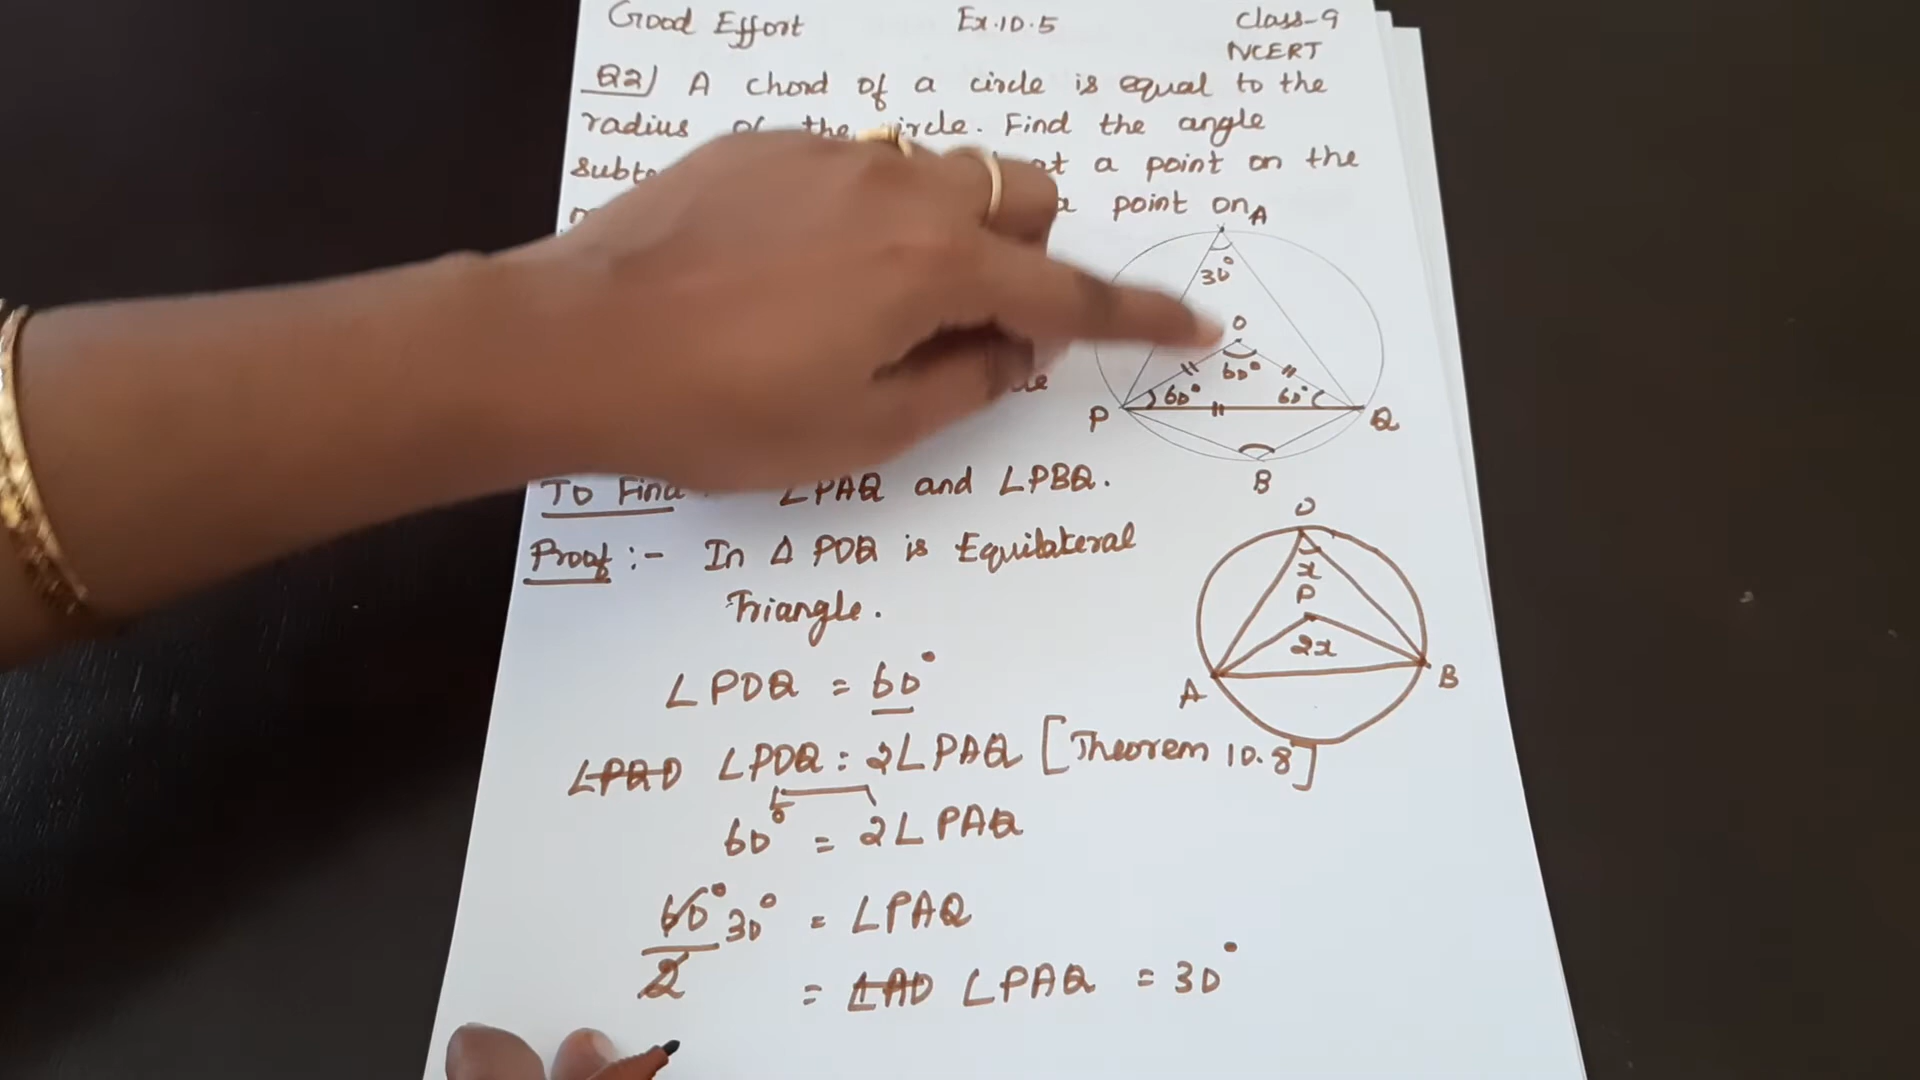 Good Effort Ex.10.5 Class-9
NCERT
Q2) A chord of a circle is equal to the
radius of the circle. Find the angle
at a point on the
a point on
A
30°
O
60°
60° 60°
P Q
B
To Find : ∠PAQ and ∠PBQ.
Proof :- In Δ POQ is Equilateral
Triangle.
O
x
P
2x
A B
∠POQ = 60°
∠PQO ∠POQ = 2∠PAQ [Theorem 10.8]
60° = 2∠PAQ
60° 30° = ∠PAQ
2
= ∠AO ∠PAQ = 30°